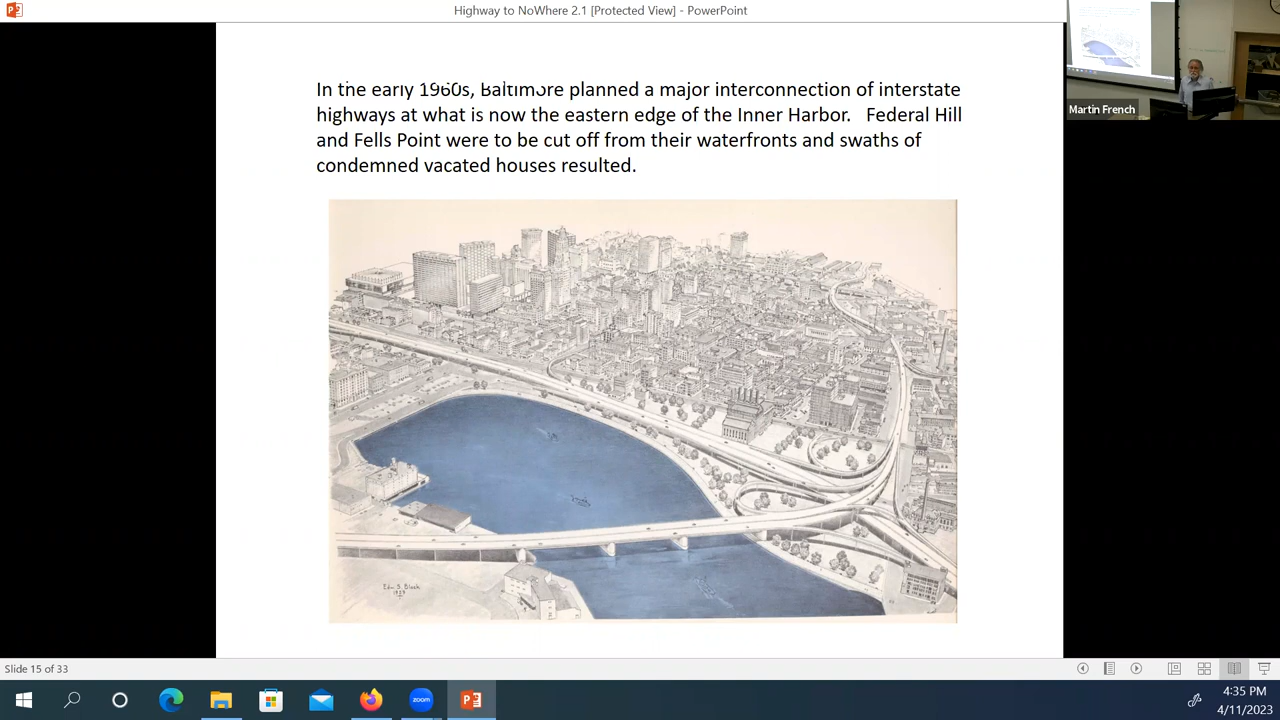 Highway to NoWhere 2.1 [Protected View] - PowerPoint
In the early 1960s, Baltimore planned a major interconnection of interstate
highways at what is now the eastern edge of the Inner Harbor.   Federal Hill
and Fells Point were to be cut off from their waterfronts and swaths of
condemned vacated houses resulted.
Martin French
Edw. S. Bloch
Slide 15 of 33
zoom
4:35 PM
4/11/2023